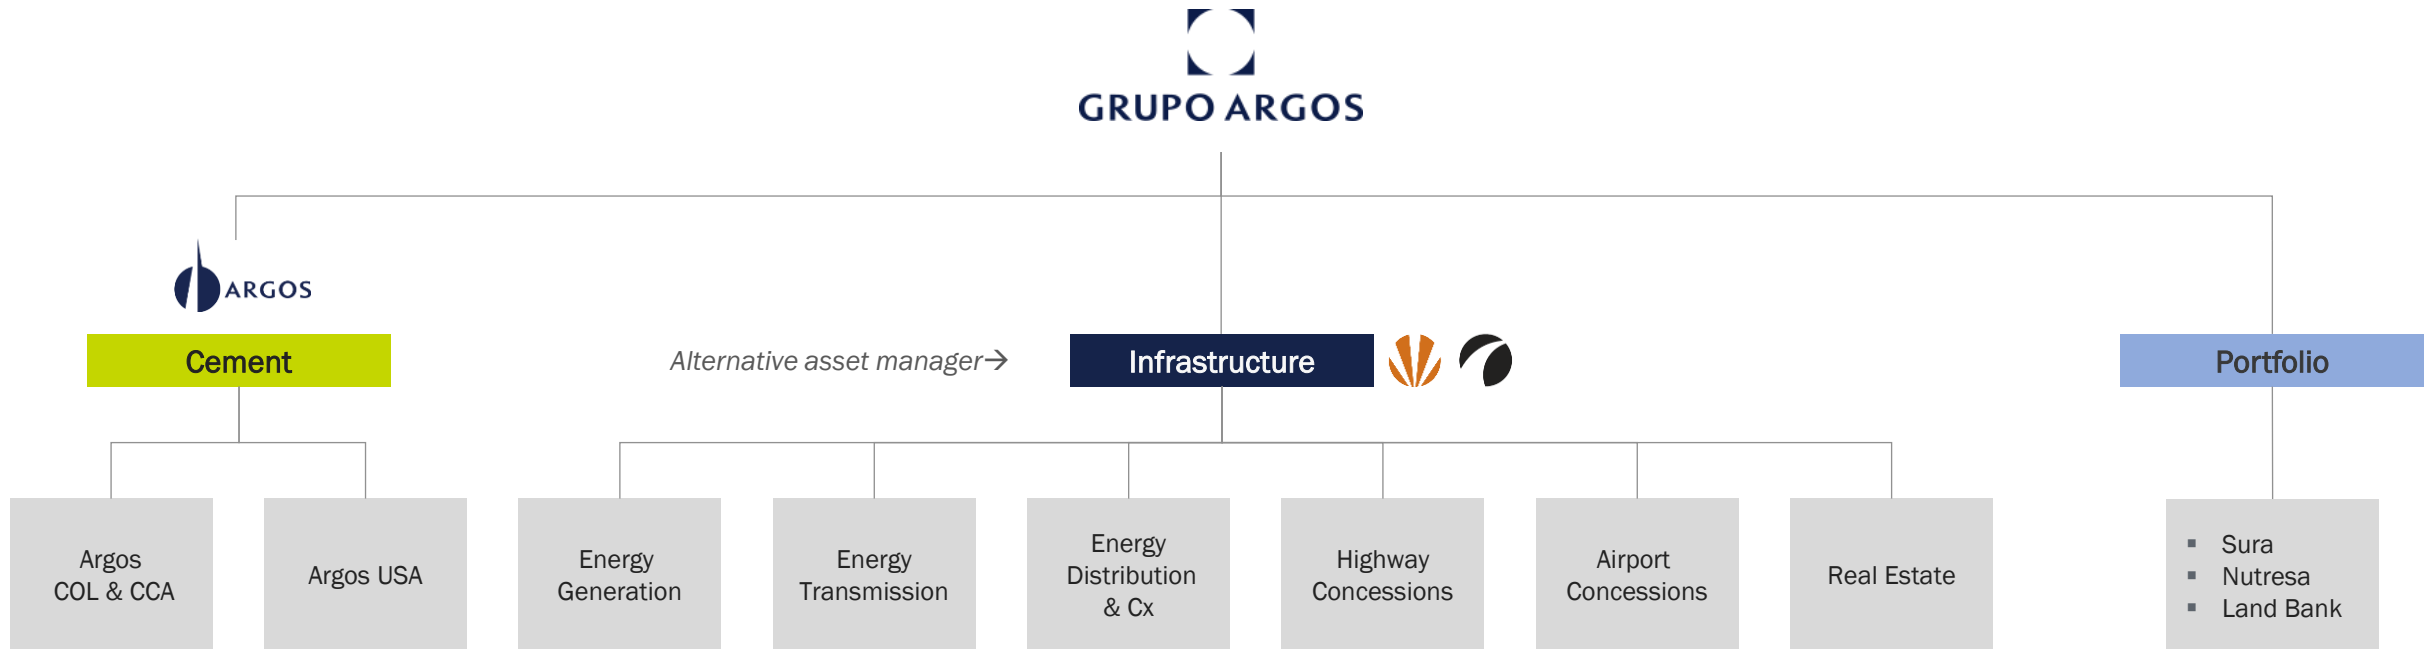 GRUPO ARGOS
ARGOS
Cement
Alternative asset manager→
Infrastructure
Portfolio
Argos
COL & CCA
Argos USA
Energy
Generation
Energy
Transmission
Energy
Distribution
& Cx
Highway
Concessions
Airport
Concessions
Real Estate
▪ Sura
▪ Nutresa
▪ Land Bank